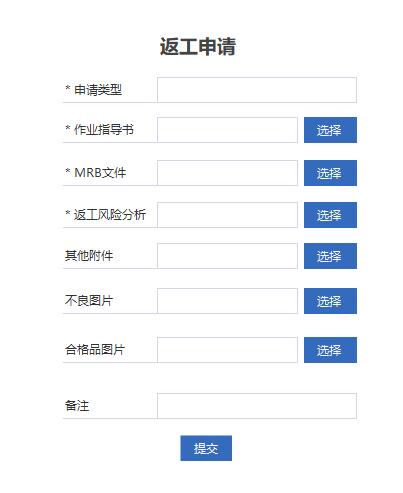 返工申请
* 申请类型
* 作业指导书 选择
* MRB文件 选择
* 返工风险分析 选择
其他附件 选择
不良图片 选择
合格品图片 选择
备注
提交